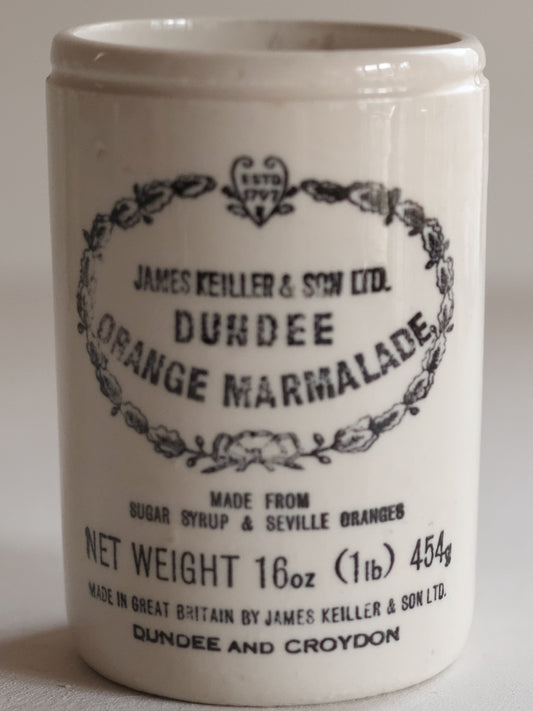 ESTD
1797
JAMES KEILLER & SON LTD.
DUNDEE
ORANGE MARMALADE
MADE FROM
SUGAR SYRUP & SEVILLE ORANGES
NET WEIGHT 16oz (1lb) 454g
MADE IN GREAT BRITAIN BY JAMES KEILLER & SON LTD.
DUNDEE AND CROYDON